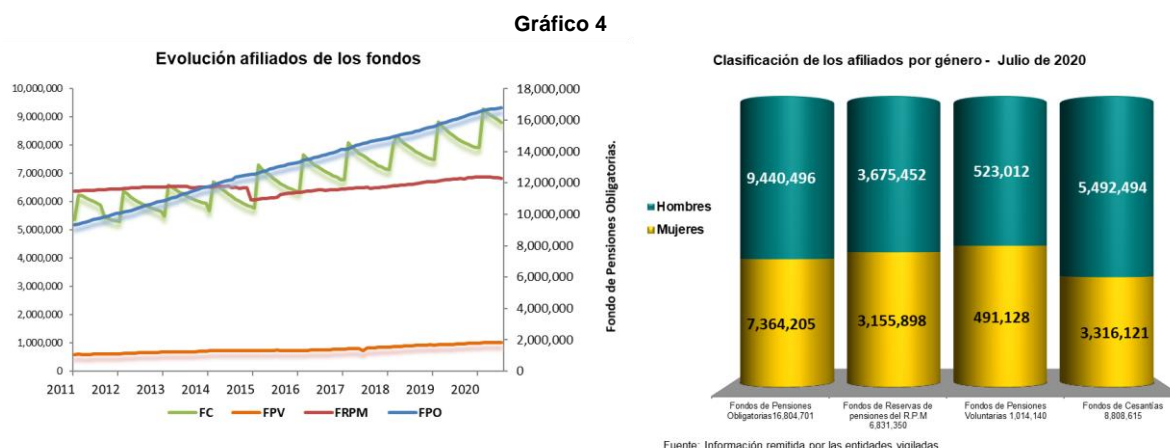 Gráfico 4
Evolución afiliados de los fondos
10,000,000
9,000,000
8,000,000
7,000,000
6,000,000
5,000,000
4,000,000
3,000,000
2,000,000
1,000,000
0
18,000,000
16,000,000
14,000,000
12,000,000
10,000,000
8,000,000
6,000,000
4,000,000
2,000,000
0
Fondo de Pensiones Obligatorias.
2011 2012 2013 2014 2015 2016 2017 2018 2019 2020
FC FPV FRPM FPO
Clasificación de los afiliados por género - Julio de 2020
Hombres
Mujeres
9,440,496 3,675,452 523,012 5,492,494
7,364,205 3,155,898 491,128 3,316,121
Fondos de Pensiones
Obligatorias16,804,701
Fondos de Reservas de
pensiones del R.P.M
6,831,350
Fondos de Pensiones
Voluntarias 1,014,140
Fondos de Cesantías
8,808,615
Fuente: Información remitida por las entidades vigiladas